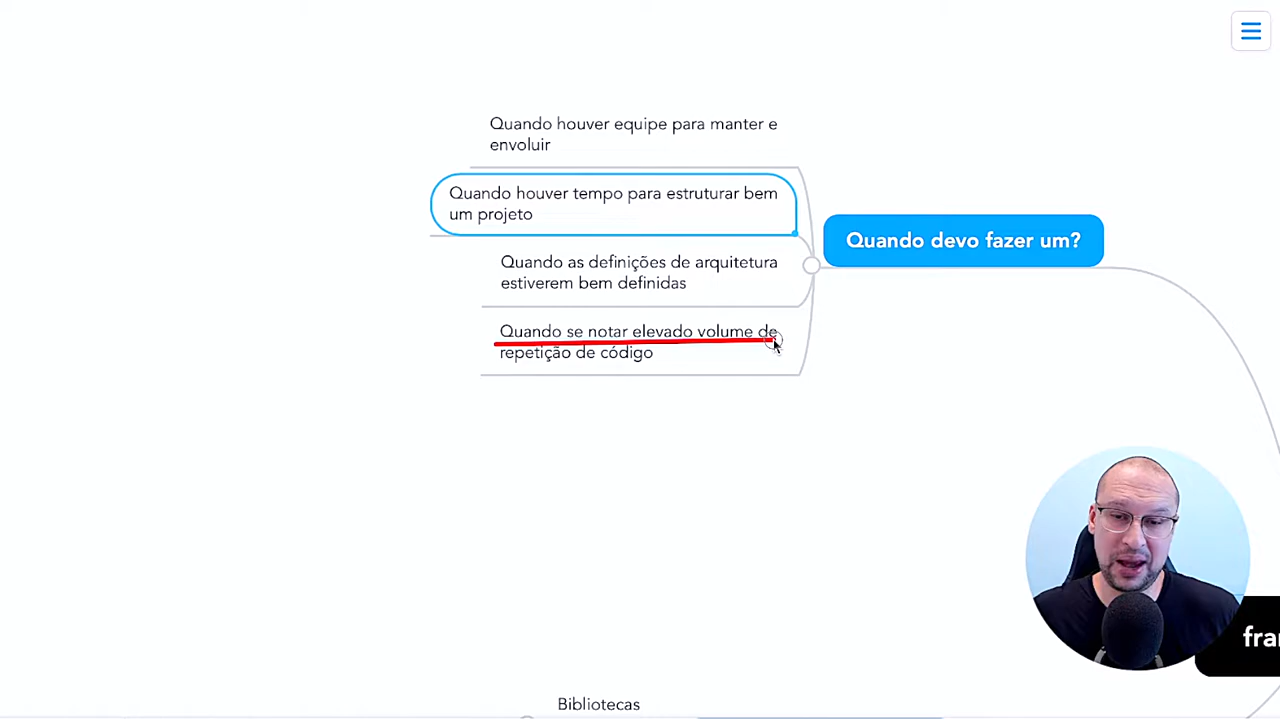 Quando houver equipe para manter e
envoluir
Quando houver tempo para estruturar bem
um projeto
Quando devo fazer um?
Quando as definições de arquitetura
estiverem bem definidas
Quando se notar elevado volume de
repetição de código
fra
Bibliotecas